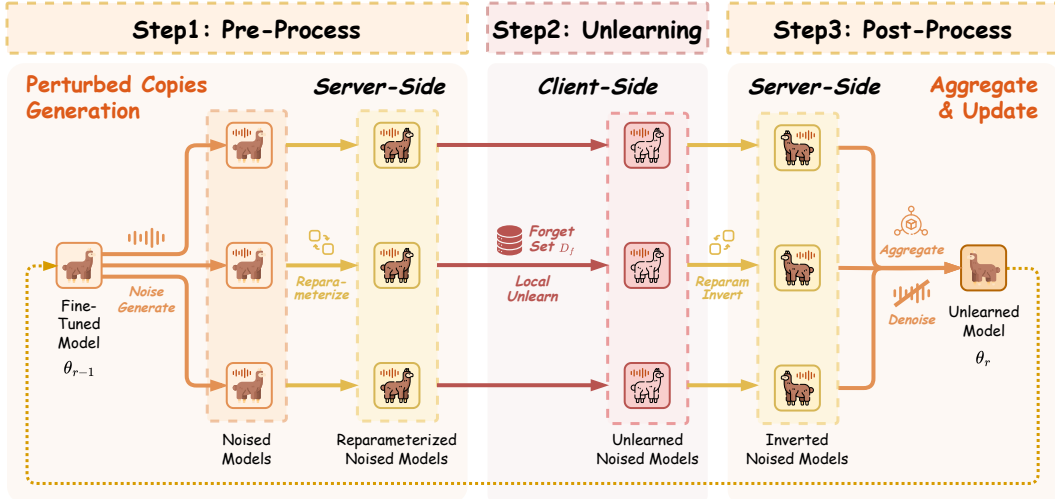 Step1: Pre-Process
Step2: Unlearning
Step3: Post-Process
Perturbed Copies
Generation
Server-Side
Client-Side
Server-Side
Aggregate
& Update
Noise
Generate
Repara-
meterize
Forget
Set D_f
Local
Unlearn
Reparam
Invert
Aggregate
Denoise
Fine-
Tuned
Model
θ_{r−1}
Unlearned
Model
θ_r
Noised
Models
Reparameterized
Noised Models
Unlearned
Noised Models
Inverted
Noised Models